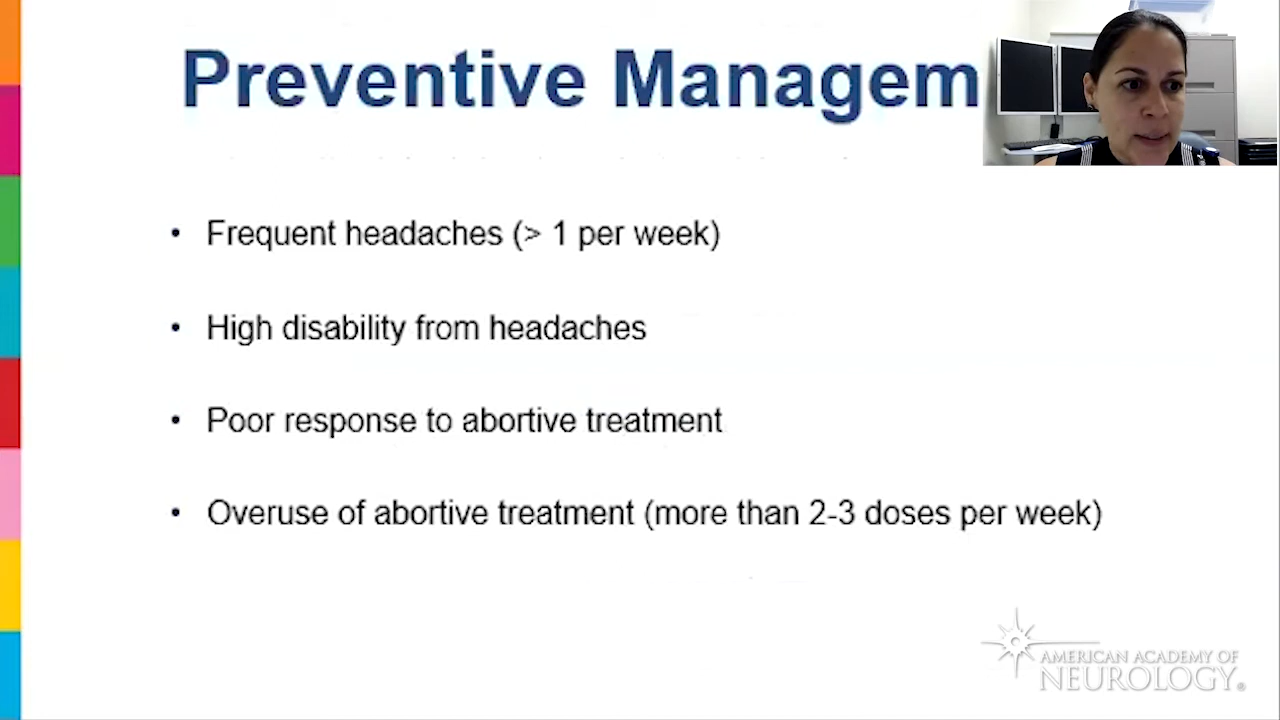 Preventive Managem
• Frequent headaches (> 1 per week)
• High disability from headaches
• Poor response to abortive treatment
• Overuse of abortive treatment (more than 2-3 doses per week)
AMERICAN ACADEMY OF
NEUROLOGY®